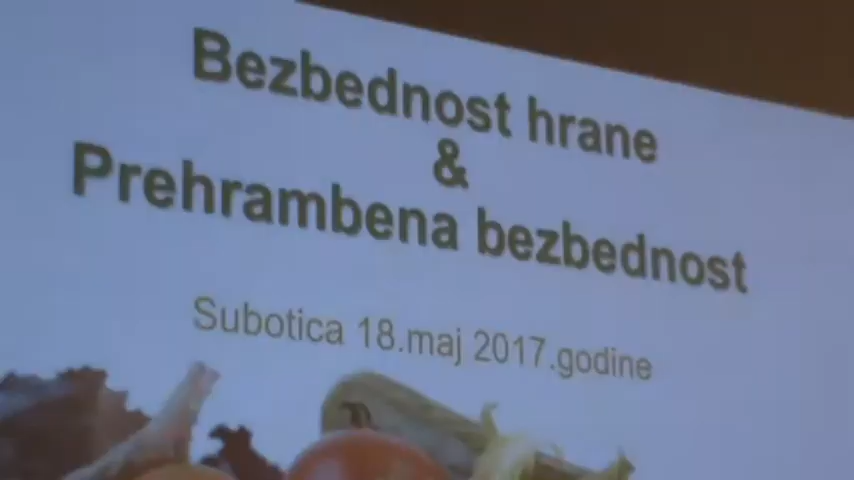 Bezbednost hrane
&
Prehrambena bezbednost
Subotica 18.maj 2017.godine